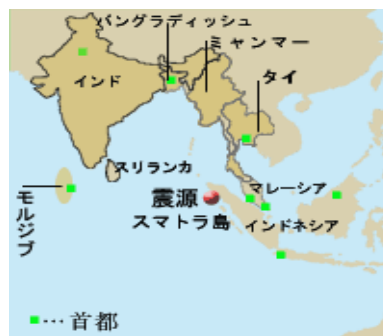 バングラディッシュ
ミャンマー
インド
タイ
スリランカ
モルジブ
マレーシア
震源
スマトラ島
インドネシア
…首都